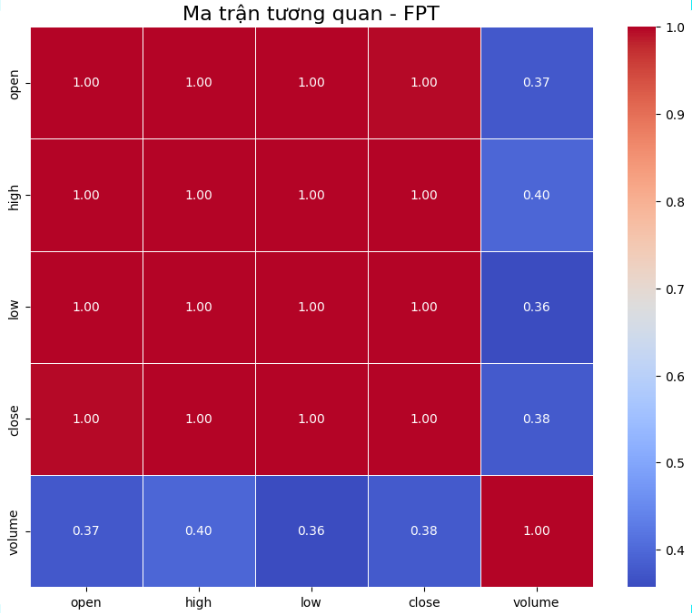 Ma trận tương quan - FPT
open 1.00 1.00 1.00 1.00 0.37
high 1.00 1.00 1.00 1.00 0.40
low 1.00 1.00 1.00 1.00 0.36
close 1.00 1.00 1.00 1.00 0.38
volume 0.37 0.40 0.36 0.38 1.00
open high low close volume
1.0
0.9
0.8
0.7
0.6
0.5
0.4